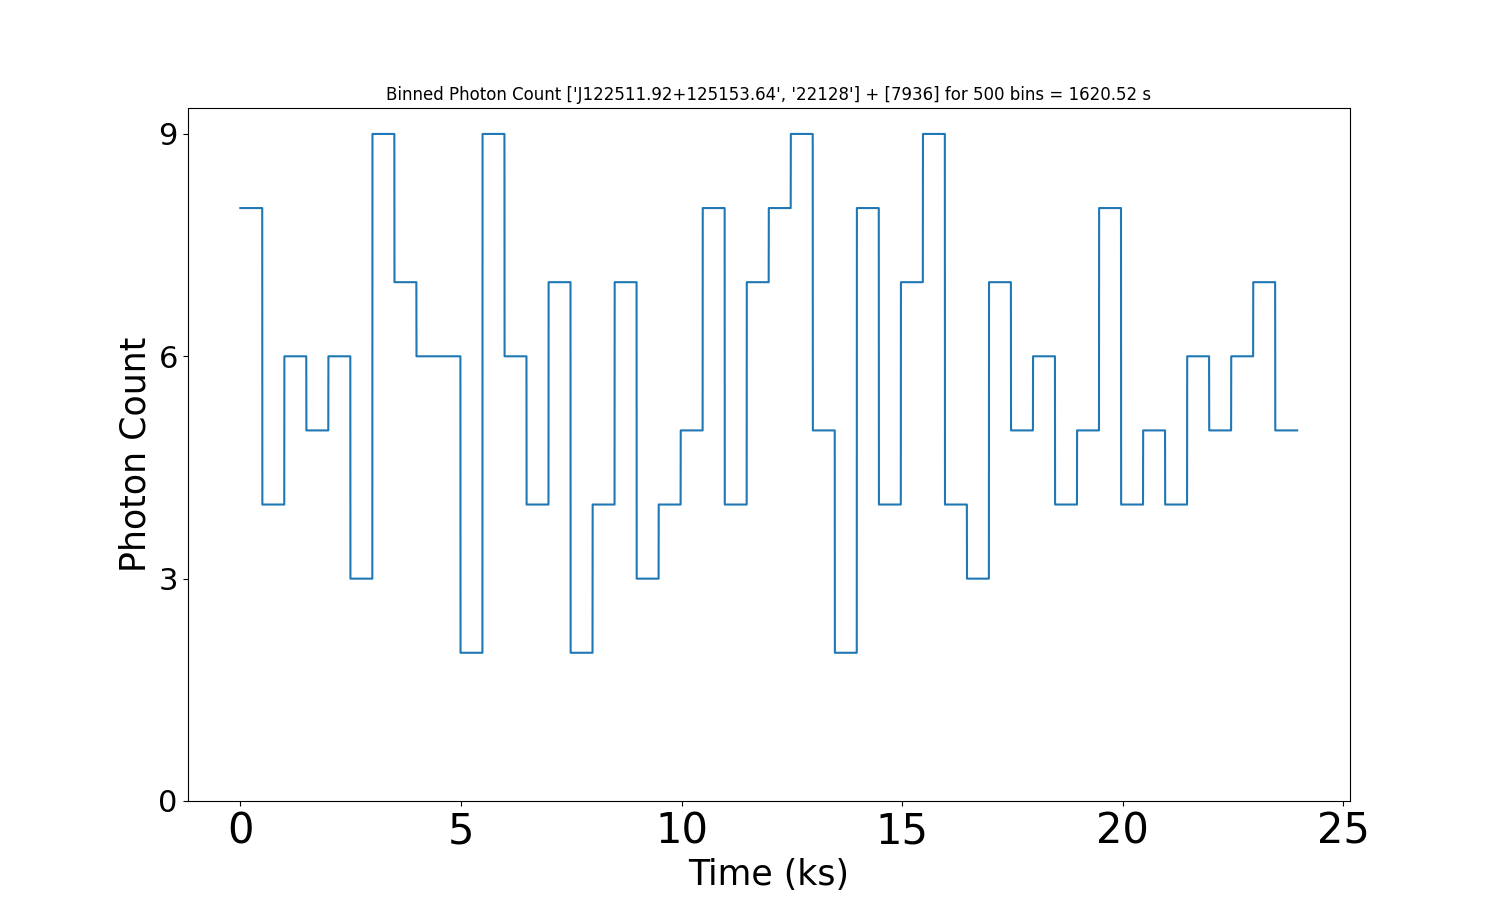 Binned Photon Count ['J122511.92+125153.64', '22128'] + [7936] for 500 bins = 1620.52 s
9
6
3
0
Photon Count
0 5 10 15 20 25
Time (ks)